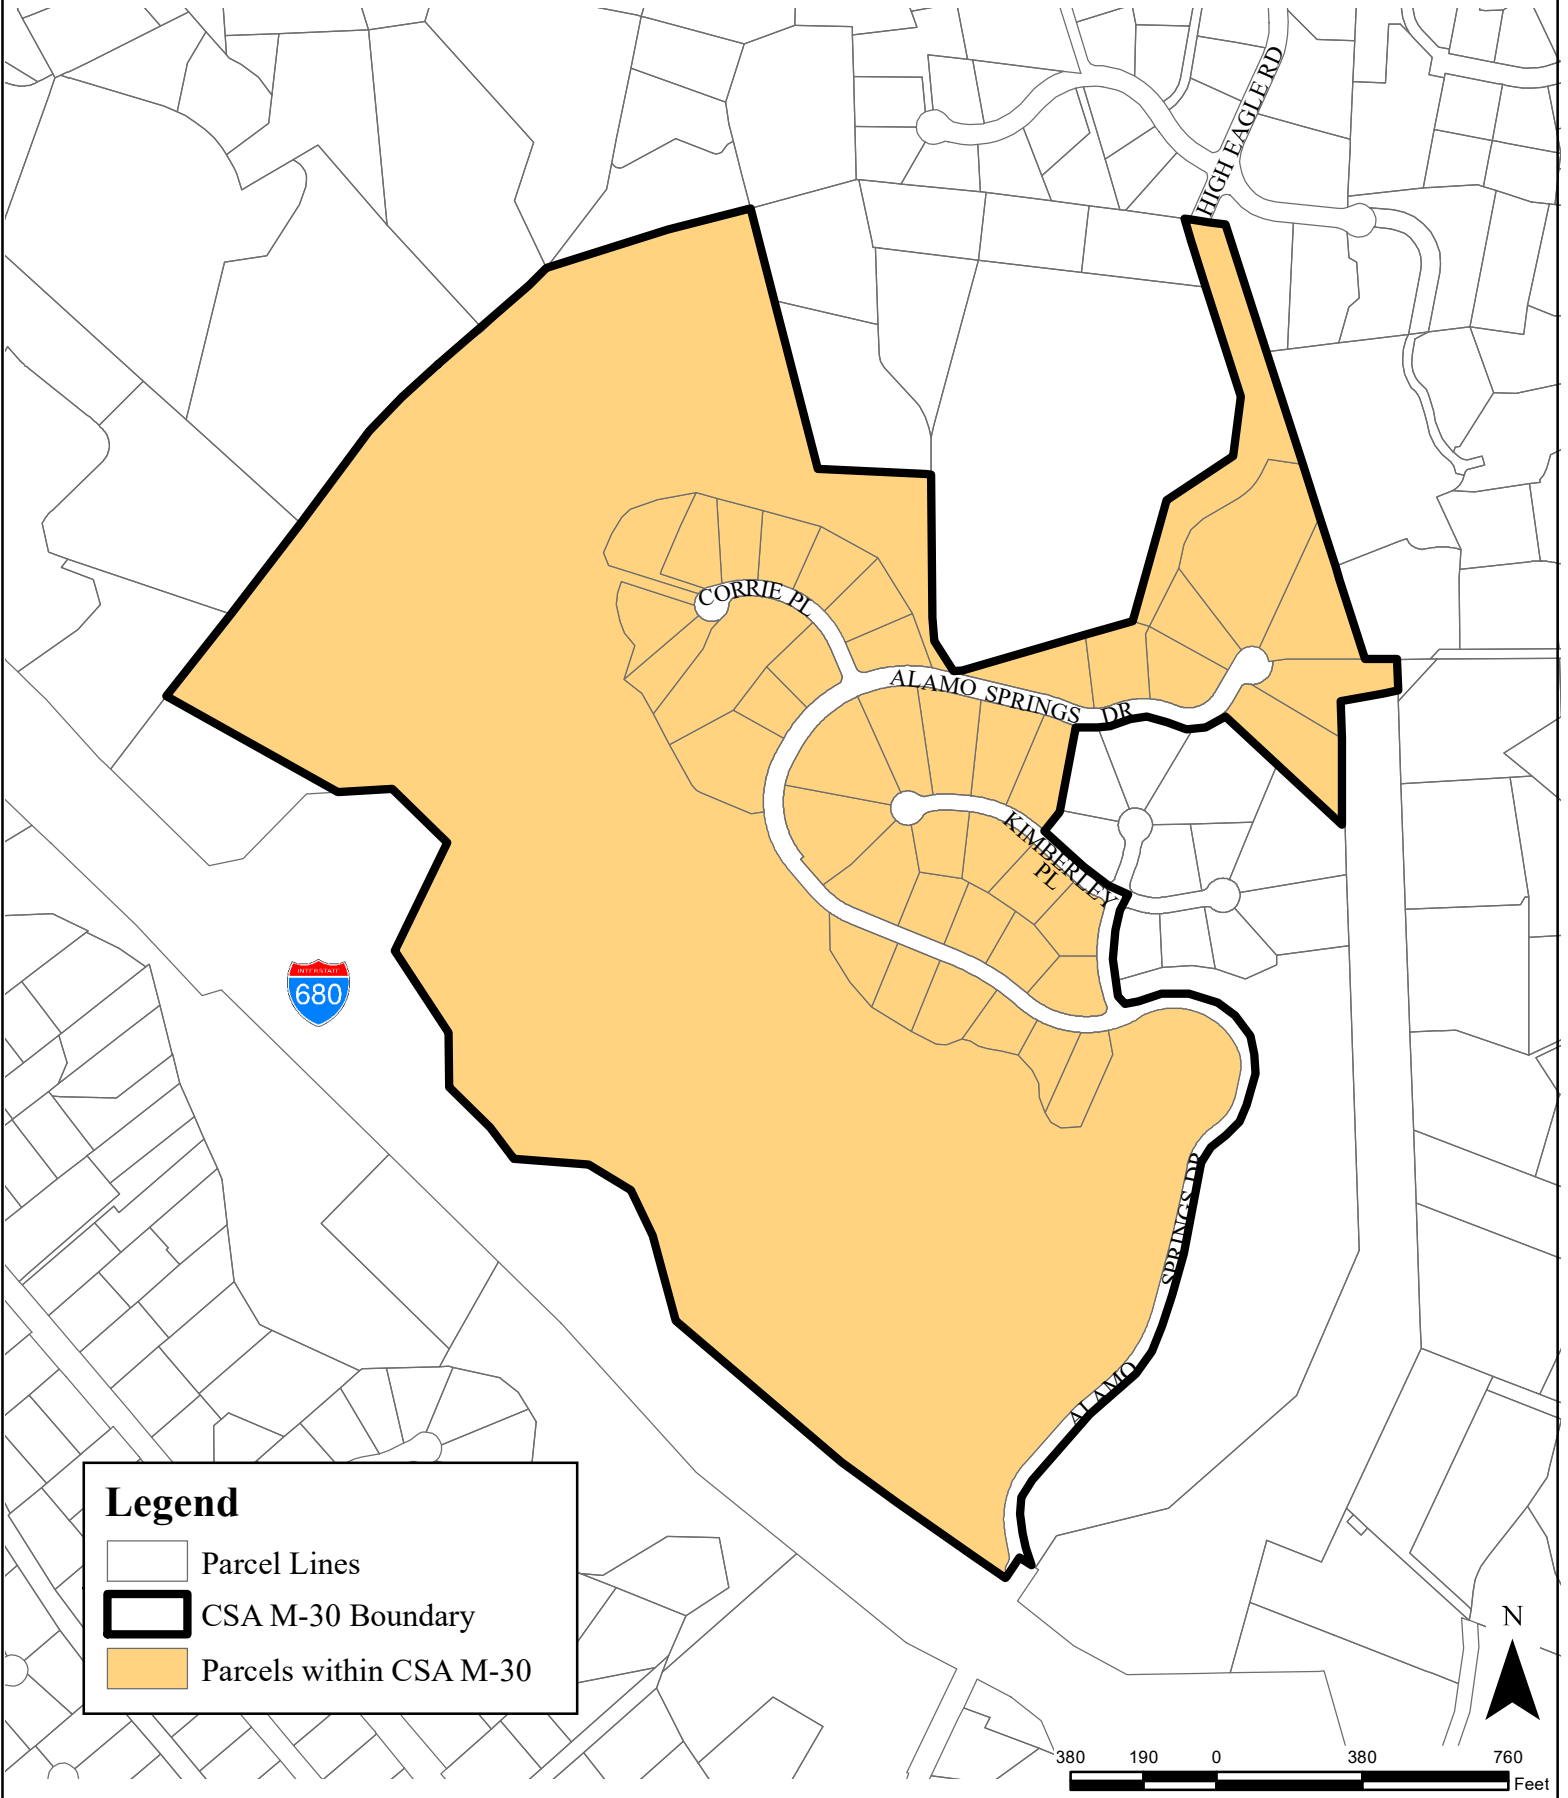 HIGH EAGLE RD
CORRIE PL
ALAMO SPRINGS DR
KIMBERLEY
PL
INTERSTATE
680
SPRINGS DR
ALAMO
Legend
Parcel Lines
CSA M-30 Boundary
Parcels within CSA M-30
N
380 190 0 380 760
Feet